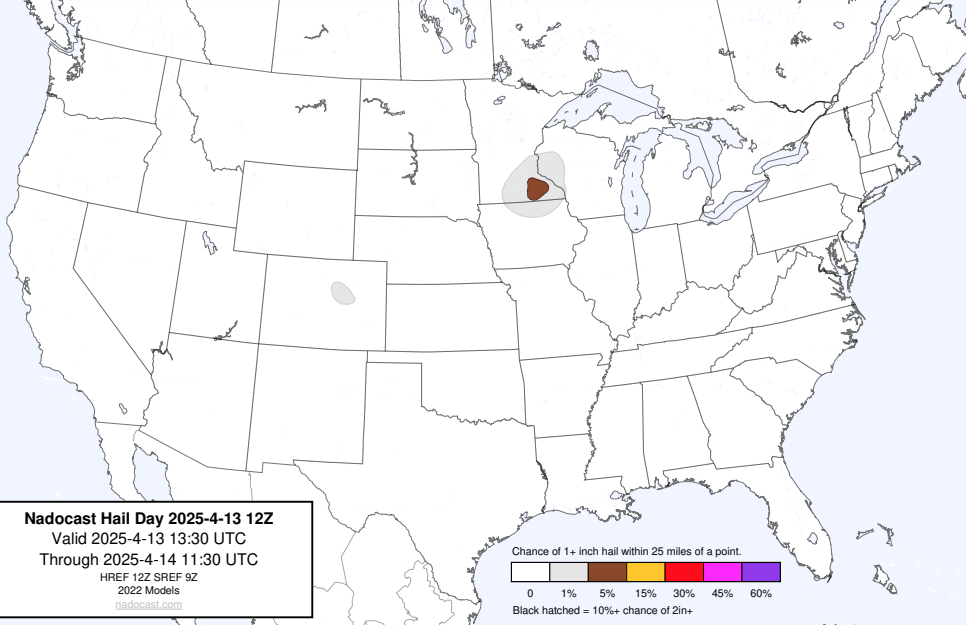 Nadocast Hail Day 2025-4-13 12Z
Valid 2025-4-13 13:30 UTC
Through 2025-4-14 11:30 UTC
HREF 12Z SREF 9Z
2022 Models
nadocast.com
Chance of 1+ inch hail within 25 miles of a point.
0 1% 5% 15% 30% 45% 60%
Black hatched = 10%+ chance of 2in+